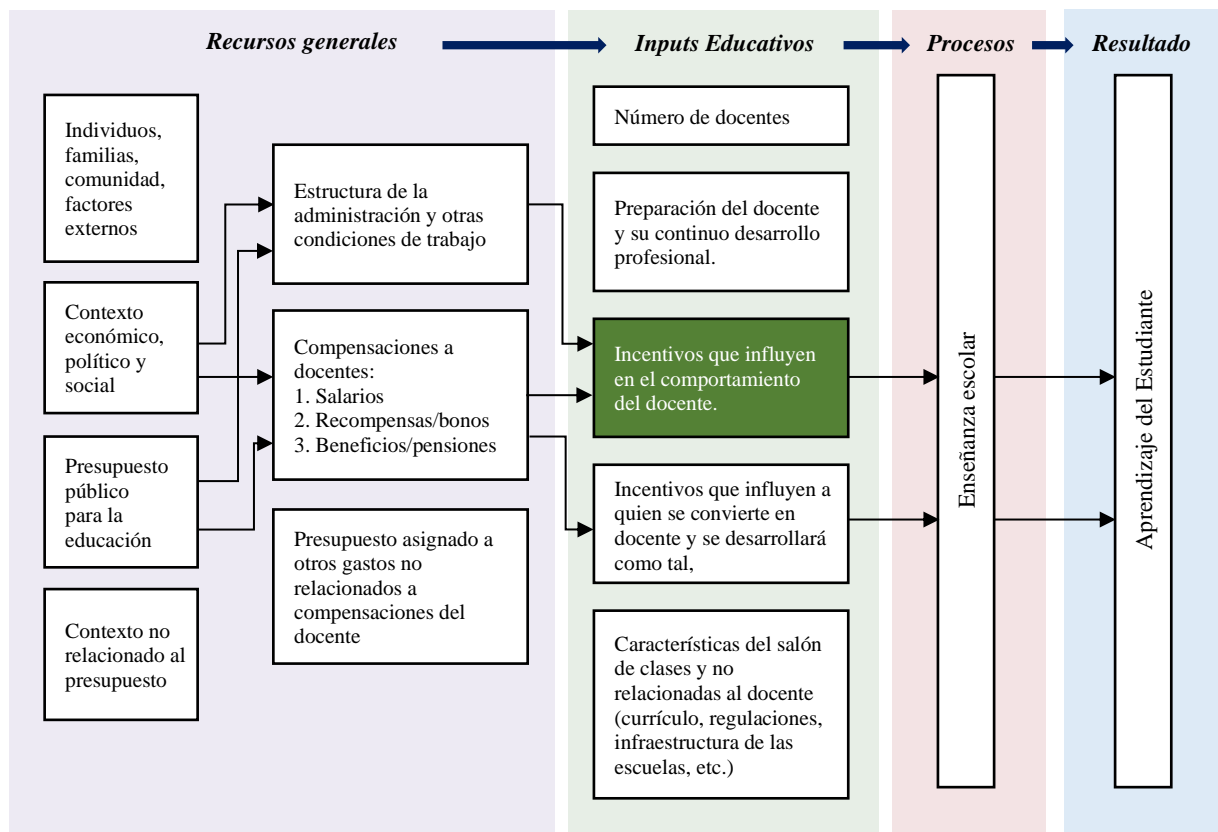 Recursos generales
Inputs Educativos
Procesos
Resultado
Individuos,
familias,
comunidad,
factores
externos
Contexto
económico,
político y
social
Presupuesto
público
para la
educación
Contexto no
relacionado al
presupuesto
Estructura de la
administración y otras
condiciones de trabajo
Compensaciones a
docentes:
1. Salarios
2. Recompensas/bonos
3. Beneficios/pensiones
Presupuesto asignado a
otros gastos no
relacionados a
compensaciones del
docente
Número de docentes
Preparación del docente
y su continuo desarrollo
profesional.
Incentivos que influyen
en el comportamiento
del docente.
Incentivos que influyen a
quien se convierte en
docente y se desarrollará
como tal,
Características del salón
de clases y no
relacionadas al docente
(currículo, regulaciones,
infraestructura de las
escuelas, etc.)
Enseñanza escolar
Aprendizaje del Estudiante